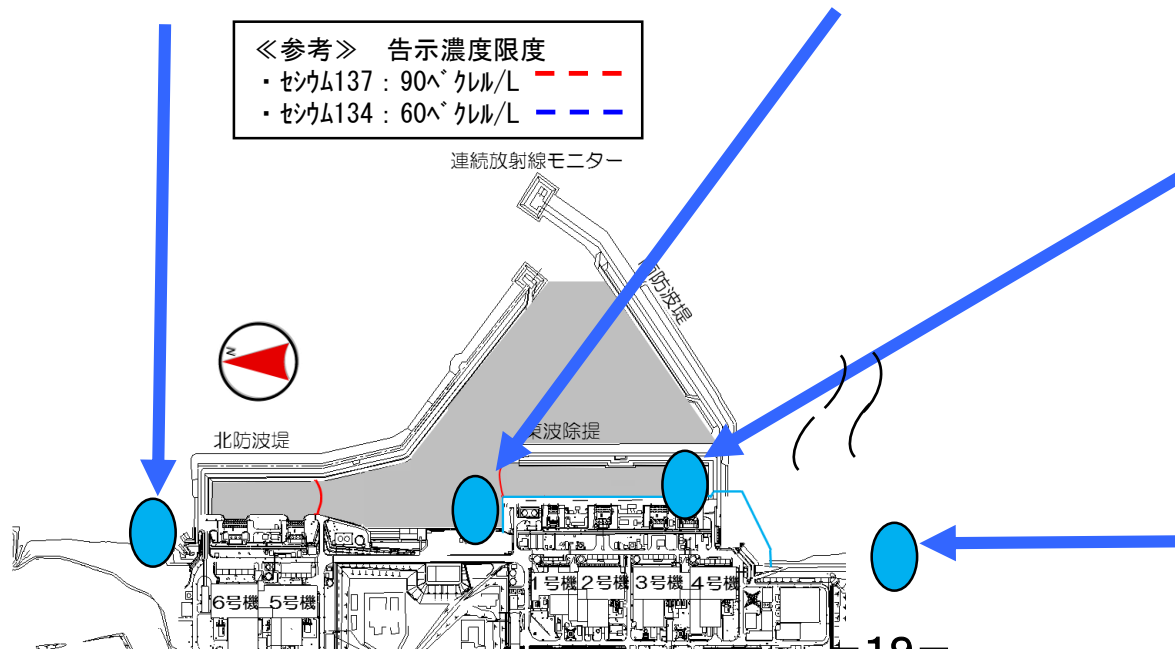 ≪参考≫ 告示濃度限度
・ｾｼｳﾑ137：90ﾍﾞｸﾚﾙ/L
・ｾｼｳﾑ134：60ﾍﾞｸﾚﾙ/L
連続放射線モニター
防波堤
N
北防波堤
東波除堤
1号機 2号機 3号機 4号機
6号機 5号機
－19－